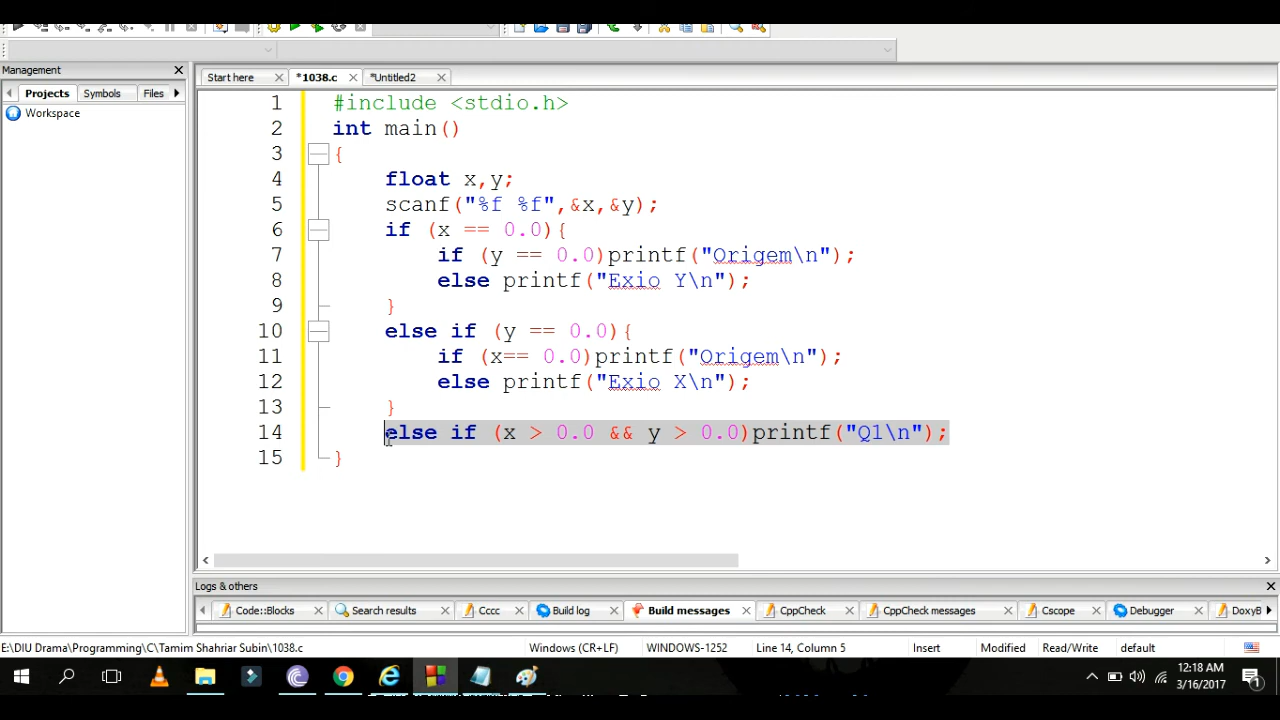 Management
Projects Symbols Files
Workspace
Start here *1038.c *Untitled2
1 #include <stdio.h>
2 int main()
3 {
4 float x,y;
5 scanf("%f %f",&x,&y);
6 if (x == 0.0){
7 if (y == 0.0)printf("Origem\n");
8 else printf("Exio Y\n");
9 }
10 else if (y == 0.0){
11 if (x== 0.0)printf("Origem\n");
12 else printf("Exio X\n");
13 }
14 else if (x > 0.0 && y > 0.0)printf("Q1\n");
15 }
Logs & others
Code::Blocks Search results Cccc Build log Build messages CppCheck CppCheck messages Cscope Debugger DoxyB
E:\DIU Drama\Programming\C\Tamim Shahriar Subin\1038.c Windows (CR+LF) WINDOWS-1252 Line 14, Column 5 Insert Modified Read/Write default
12:18 AM
3/16/2017